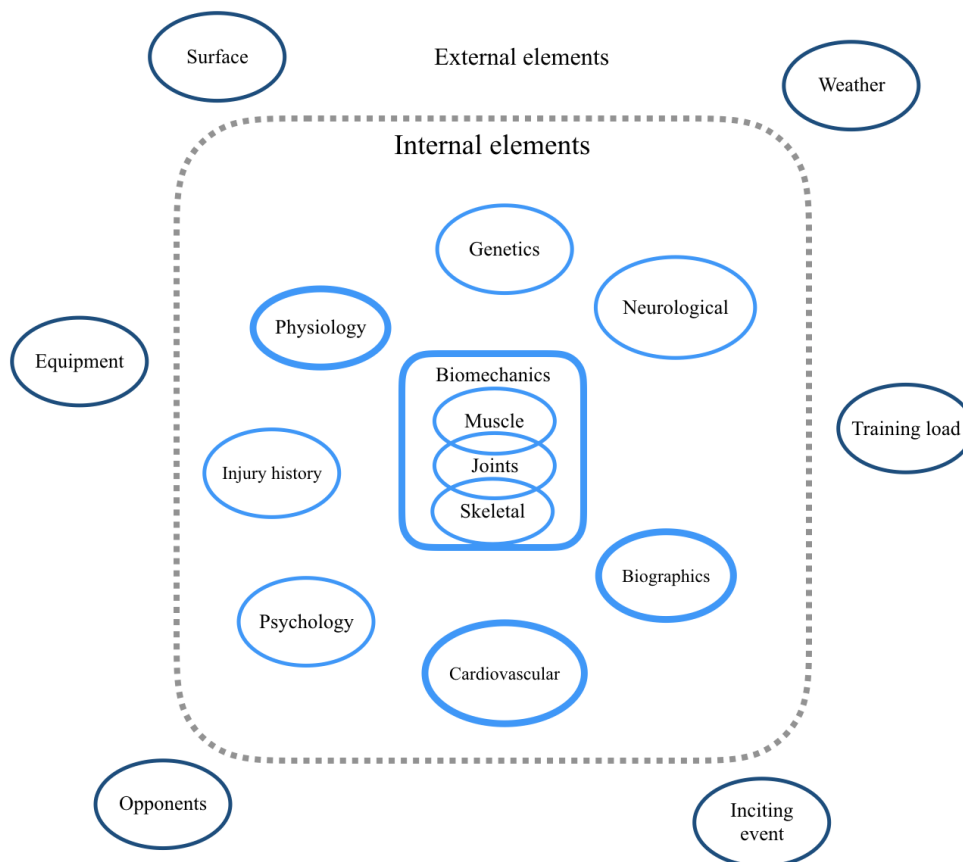 Surface
External elements
Weather
Internal elements
Genetics
Neurological
Physiology
Equipment
Biomechanics
Muscle
Training load
Joints
Injury history
Skeletal
Biographics
Psychology
Cardiovascular
Opponents
Inciting
event